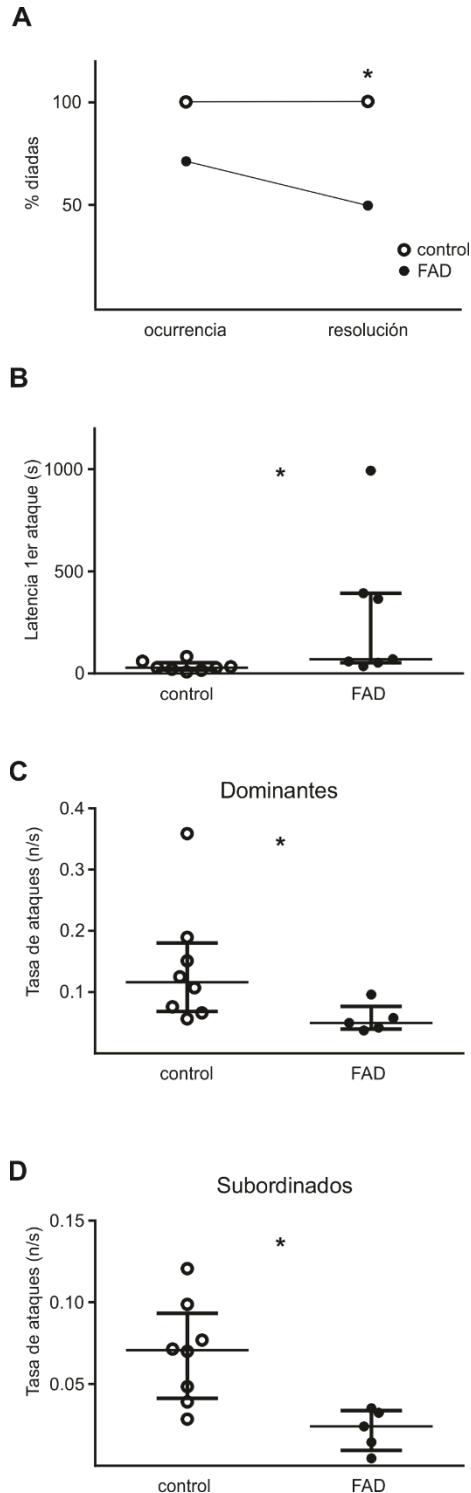 A
*
100
% díadas
50
control
FAD
ocurrencia
resolución
B
Latencia 1er ataque (s)
1000
*
500
0
control
FAD
C
Dominantes
Tasa de ataques (n/s)
0.4
*
0.3
0.2
0.1
control
FAD
D
Subordinados
Tasa de ataques (n/s)
0.15
*
0.10
0.05
control
FAD